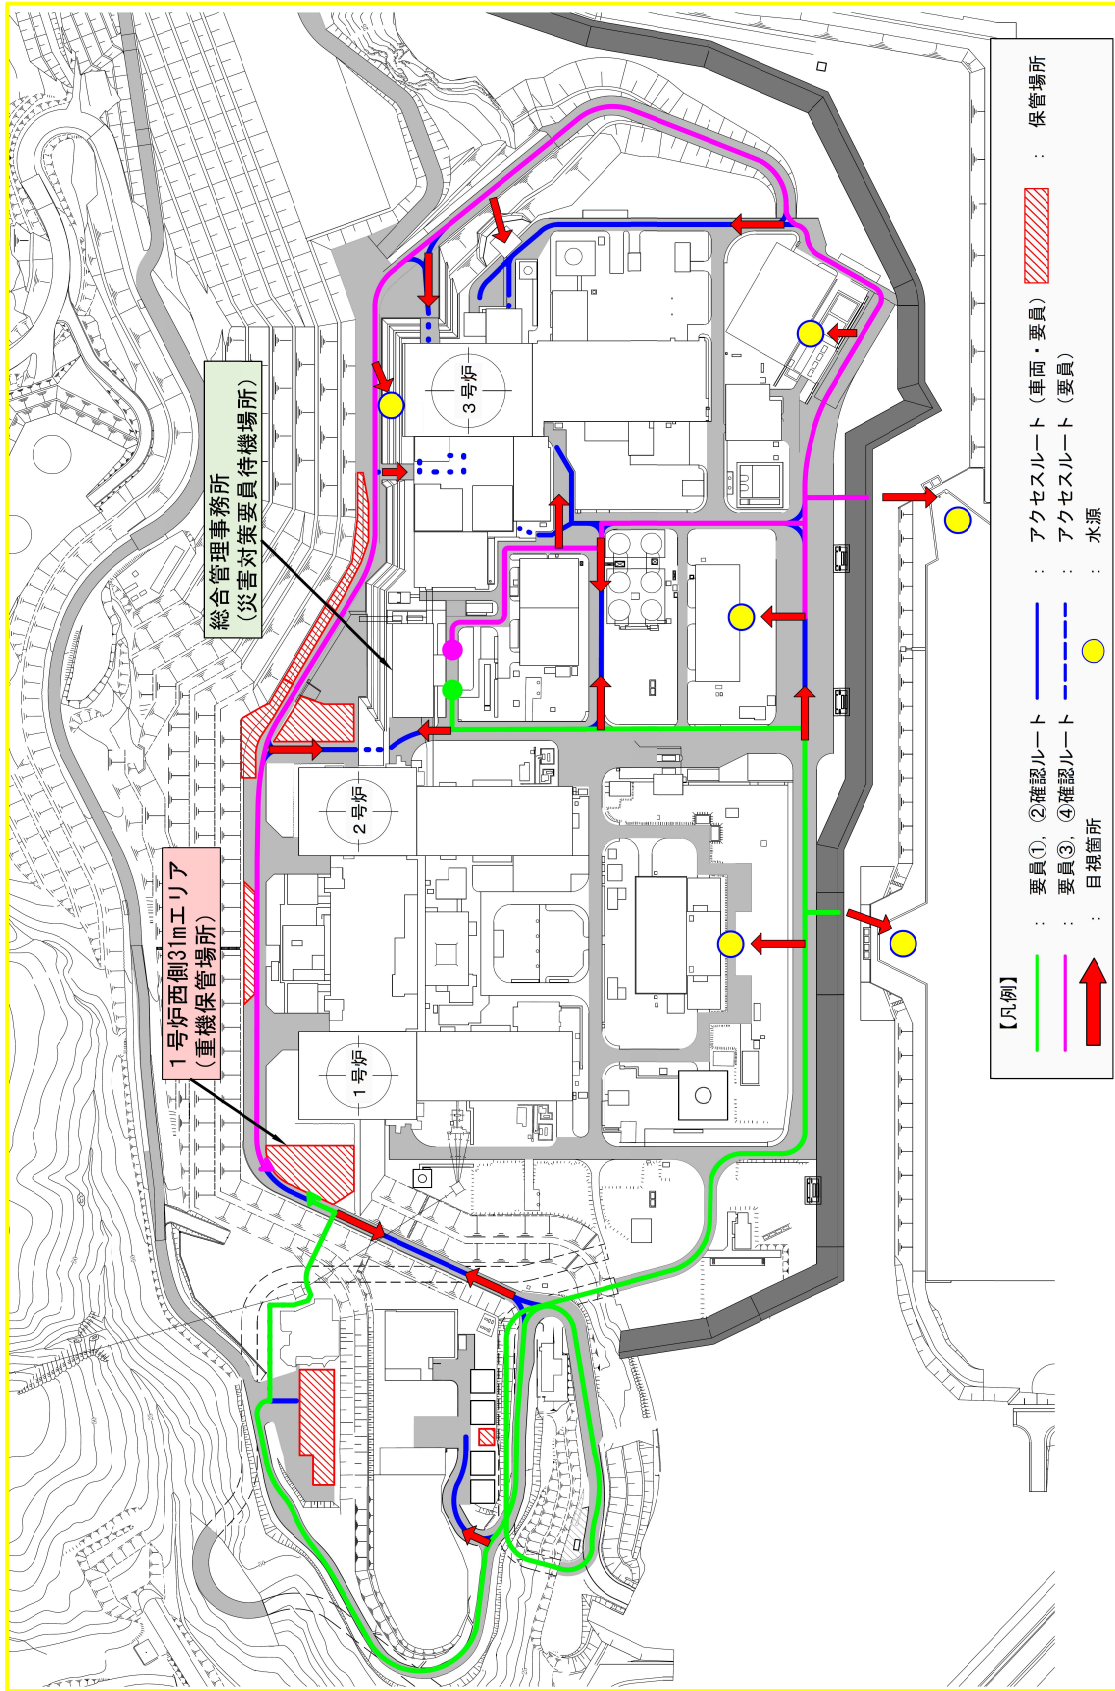 総合管理事務所
（災害対策要員待機場所）
１号炉西側31mエリア
（重機保管場所）
１号炉
２号炉
３号炉
【凡例】
： 要員①，②確認ルート
： アクセスルート（車両・要員）
： 保管場所
： 要員③，④確認ルート
： アクセスルート（要員）
： 目視箇所
： 水源